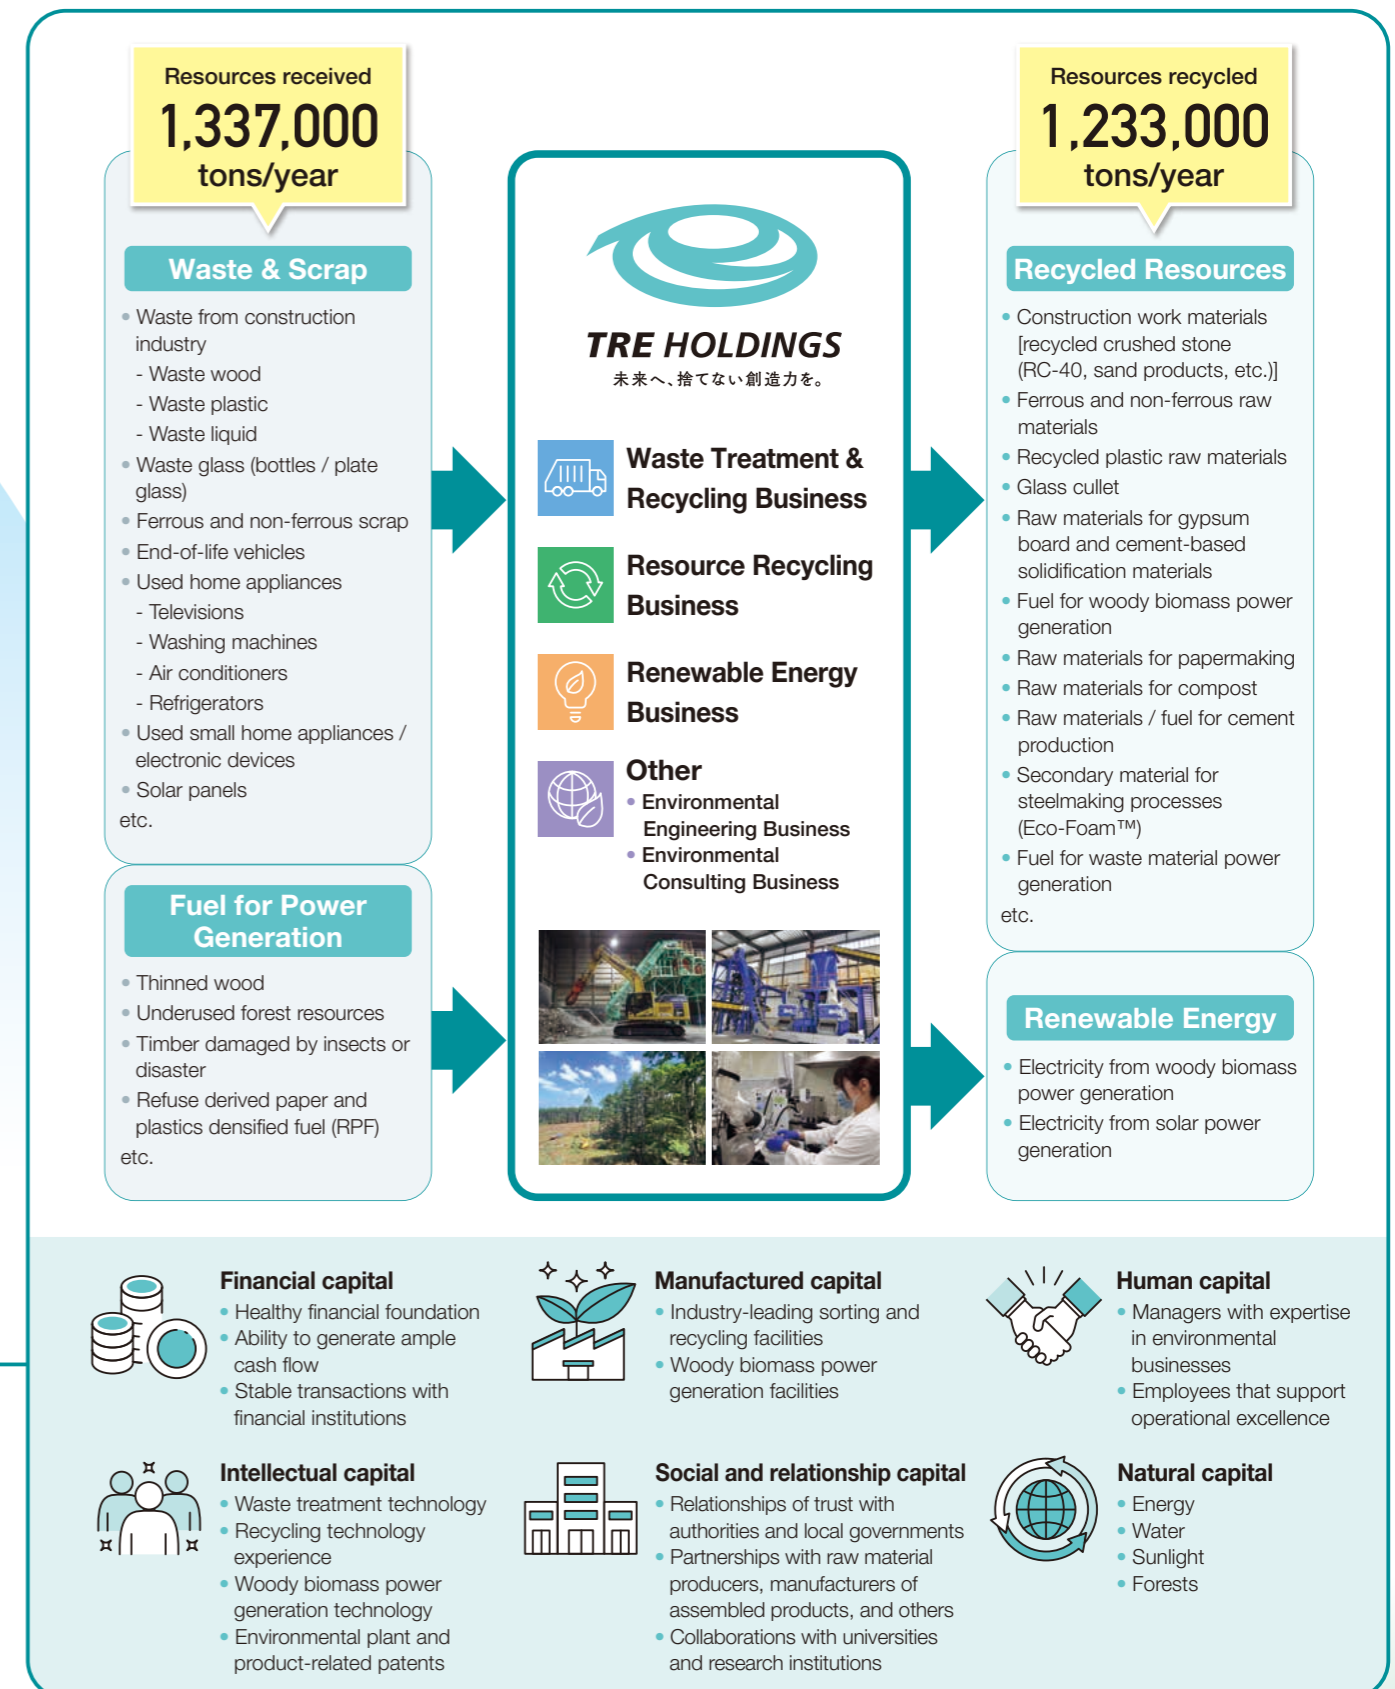 Resources received
1,337,000
tons/year
Waste & Scrap
• Waste from construction
industry
- Waste wood
- Waste plastic
- Waste liquid
• Waste glass (bottles / plate
glass)
• Ferrous and non-ferrous scrap
• End-of-life vehicles
• Used home appliances
- Televisions
- Washing machines
- Air conditioners
- Refrigerators
• Used small home appliances /
electronic devices
• Solar panels
etc.
Fuel for Power
Generation
• Thinned wood
• Underused forest resources
• Timber damaged by insects or
disaster
• Refuse derived paper and
plastics densified fuel (RPF)
etc.
TRE HOLDINGS
未来へ、捨てない創造力を。
Waste Treatment &
Recycling Business
Resource Recycling
Business
Renewable Energy
Business
Other
• Environmental
Engineering Business
• Environmental
Consulting Business
Resources recycled
1,233,000
tons/year
Recycled Resources
• Construction work materials
[recycled crushed stone
(RC-40, sand products, etc.)]
• Ferrous and non-ferrous raw
materials
• Recycled plastic raw materials
• Glass cullet
• Raw materials for gypsum
board and cement-based
solidification materials
• Fuel for woody biomass power
generation
• Raw materials for papermaking
• Raw materials for compost
• Raw materials / fuel for cement
production
• Secondary material for
steelmaking processes
(Eco-Foam™)
• Fuel for waste material power
generation
etc.
Renewable Energy
• Electricity from woody biomass
power generation
• Electricity from solar power
generation
Financial capital
• Healthy financial foundation
• Ability to generate ample
cash flow
• Stable transactions with
financial institutions
Manufactured capital
• Industry-leading sorting and
recycling facilities
• Woody biomass power
generation facilities
Human capital
• Managers with expertise
in environmental
businesses
• Employees that support
operational excellence
Intellectual capital
• Waste treatment technology
• Recycling technology
experience
• Woody biomass power
generation technology
• Environmental plant and
product-related patents
Social and relationship capital
• Relationships of trust with
authorities and local governments
• Partnerships with raw material
producers, manufacturers of
assembled products, and others
• Collaborations with universities
and research institutions
Natural capital
• Energy
• Water
• Sunlight
• Forests